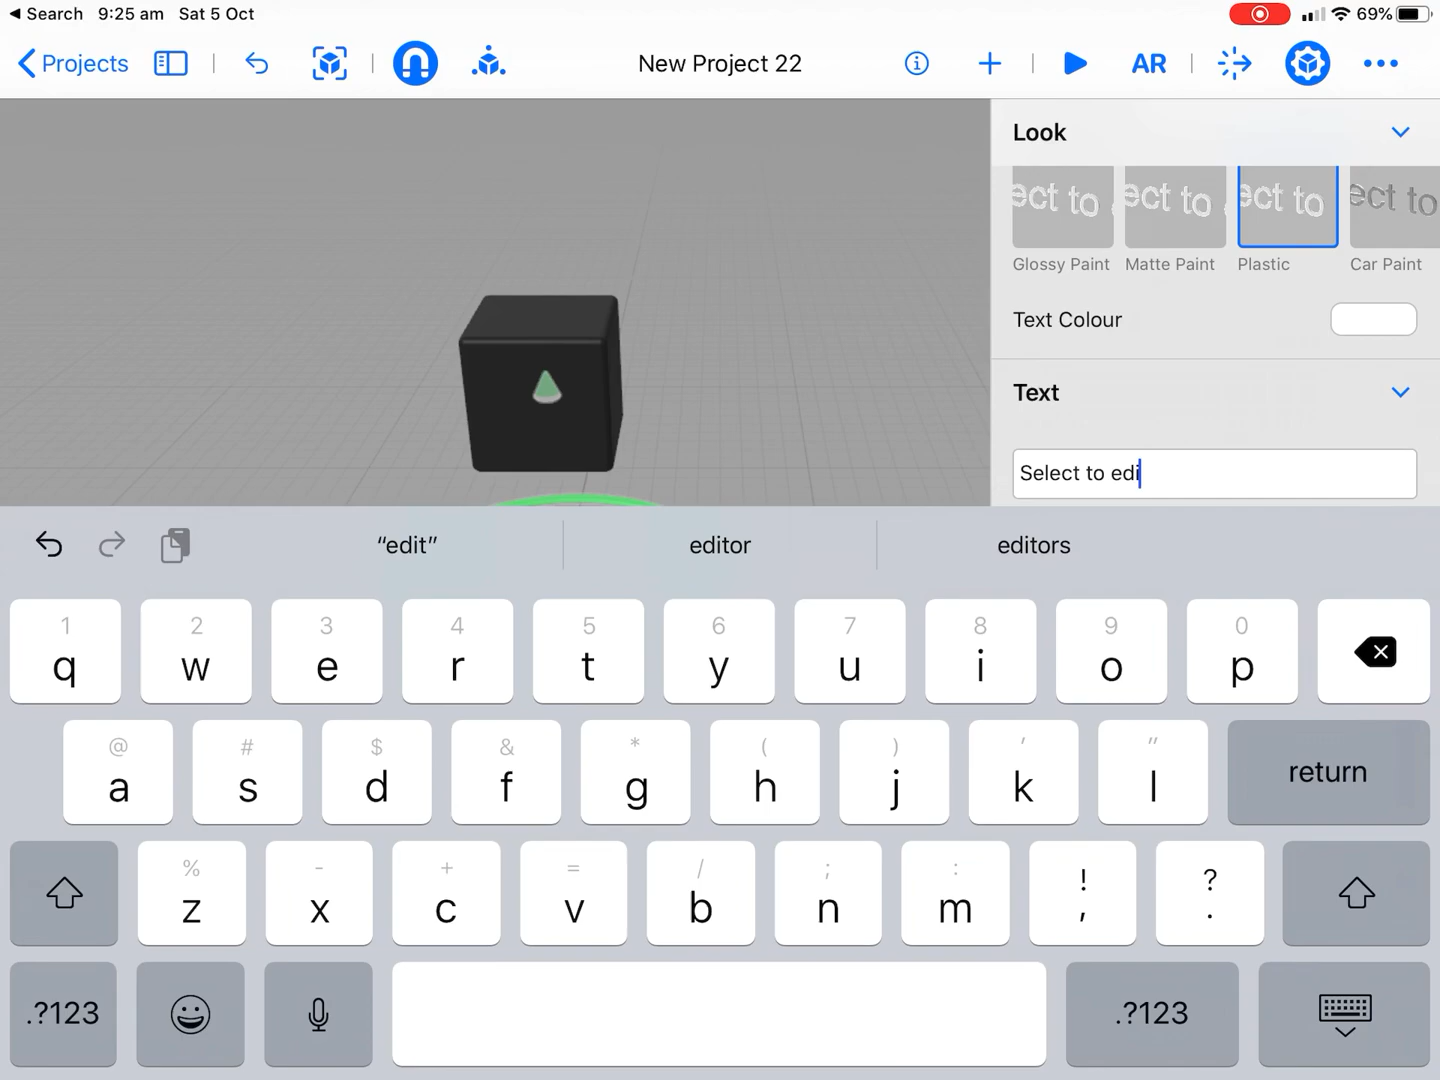 Search 9:25 am Sat 5 Oct 69%
Projects New Project 22 AR
Look
ect to ect to ect to ect to
Glossy Paint Matte Paint Plastic Car Paint
Text Colour
Text
Select to edi
“edit” editor editors
1 2 3 4 5 6 7 8 9 0
q w e r t y u i o p
@ # $ & * ( ) ' "
a s d f g h j k l return
% - + = / ; : ! ?
z x c v b n m , .
.?123 .?123